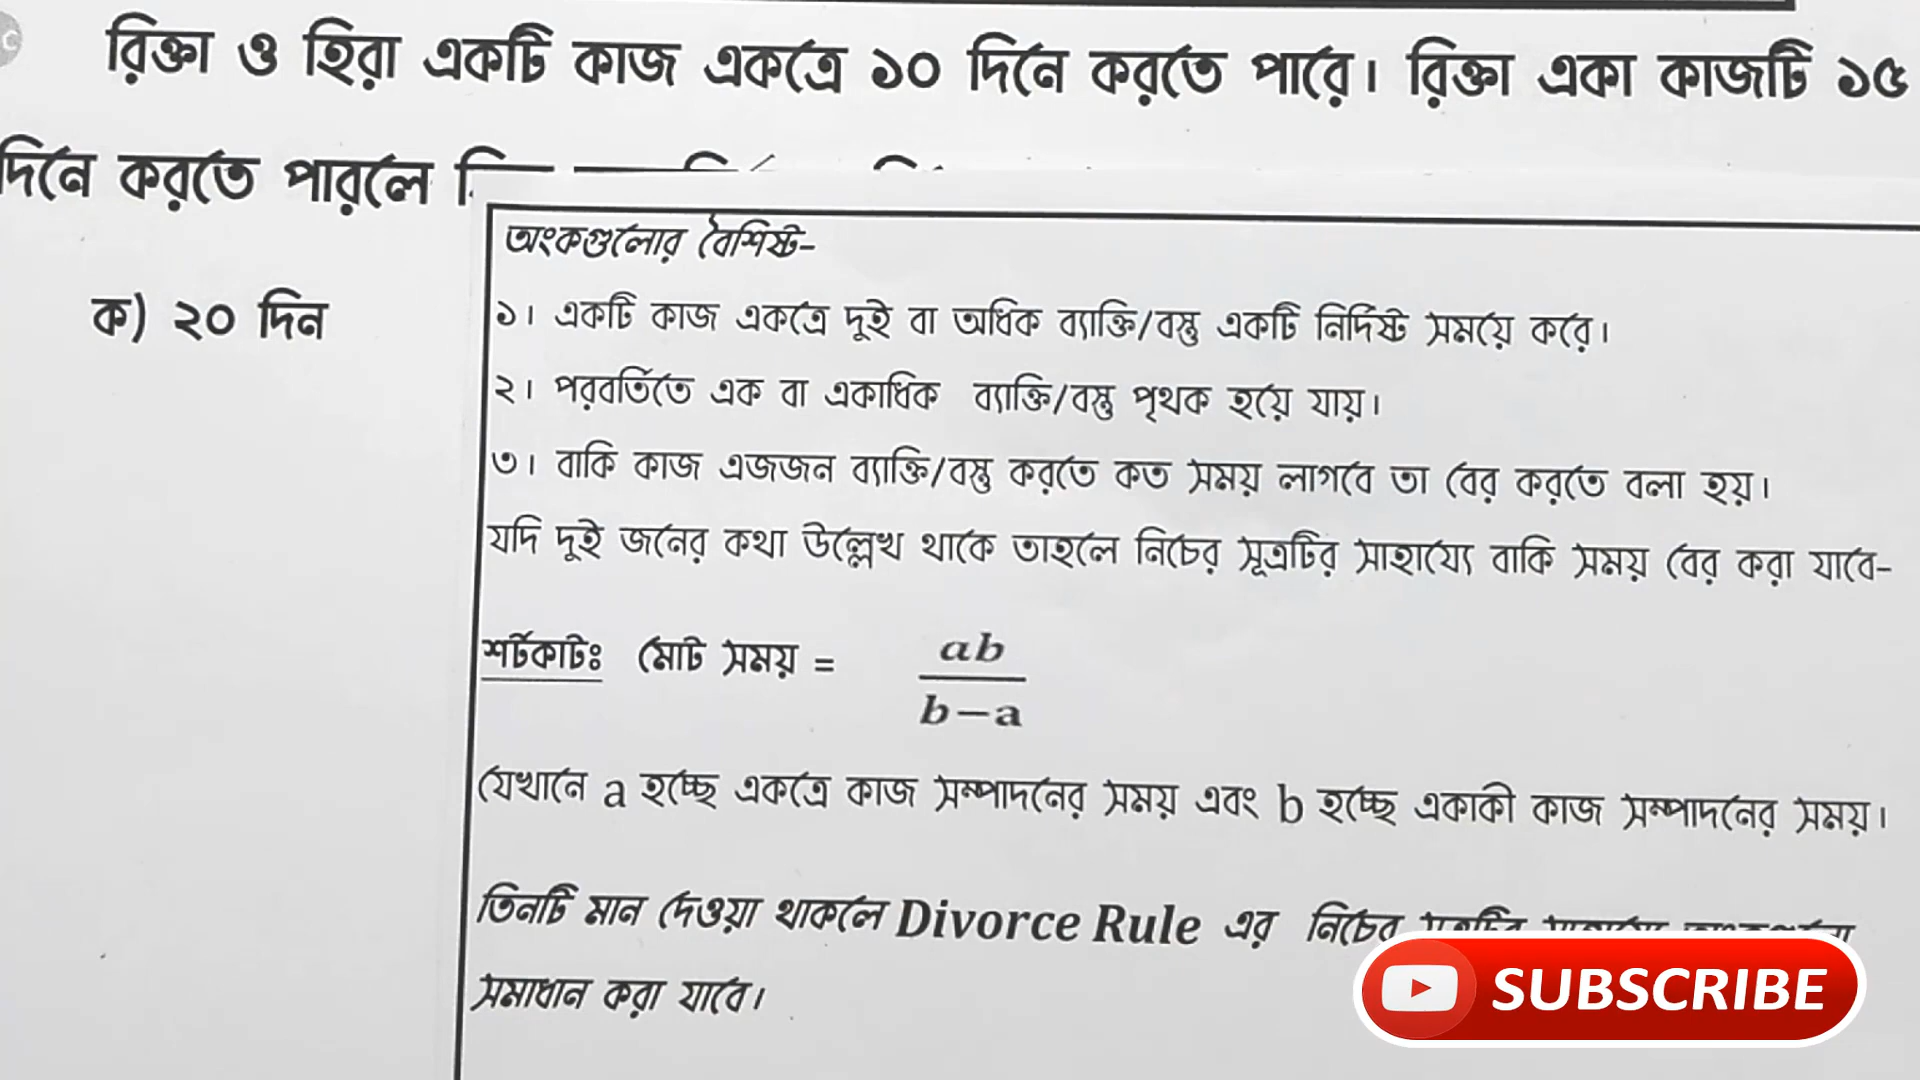 রিক্তা ও হিরা একটি কাজ একত্রে ১০ দিনে করতে পারে। রিক্তা একা কাজটি ১৫
দিনে করতে পারলে
ক) ২০ দিন
অংকগুলোর বৈশিষ্ট-
১। একটি কাজ একত্রে দুই বা অধিক ব্যাক্তি/বস্তু একটি নির্দিষ্ট সময়ে করে।
২। পরবর্তিতে এক বা একাধিক ব্যাক্তি/বস্তু পৃথক হয়ে যায়।
৩। বাকি কাজ এজজন ব্যাক্তি/বস্তু করতে কত সময় লাগবে তা বের করতে বলা হয়।
যদি দুই জনের কথা উল্লেখ থাকে তাহলে নিচের সূত্রটির সাহায্যে বাকি সময় বের করা যাবে-
শর্টকাটঃ মোট সময় = ab
b-a
যেখানে a হচ্ছে একত্রে কাজ সম্পাদনের সময় এবং b হচ্ছে একাকী কাজ সম্পাদনের সময়।
তিনটি মান দেওয়া থাকলে Divorce Rule এর নিচের
সমাধান করা যাবে।
SUBSCRIBE